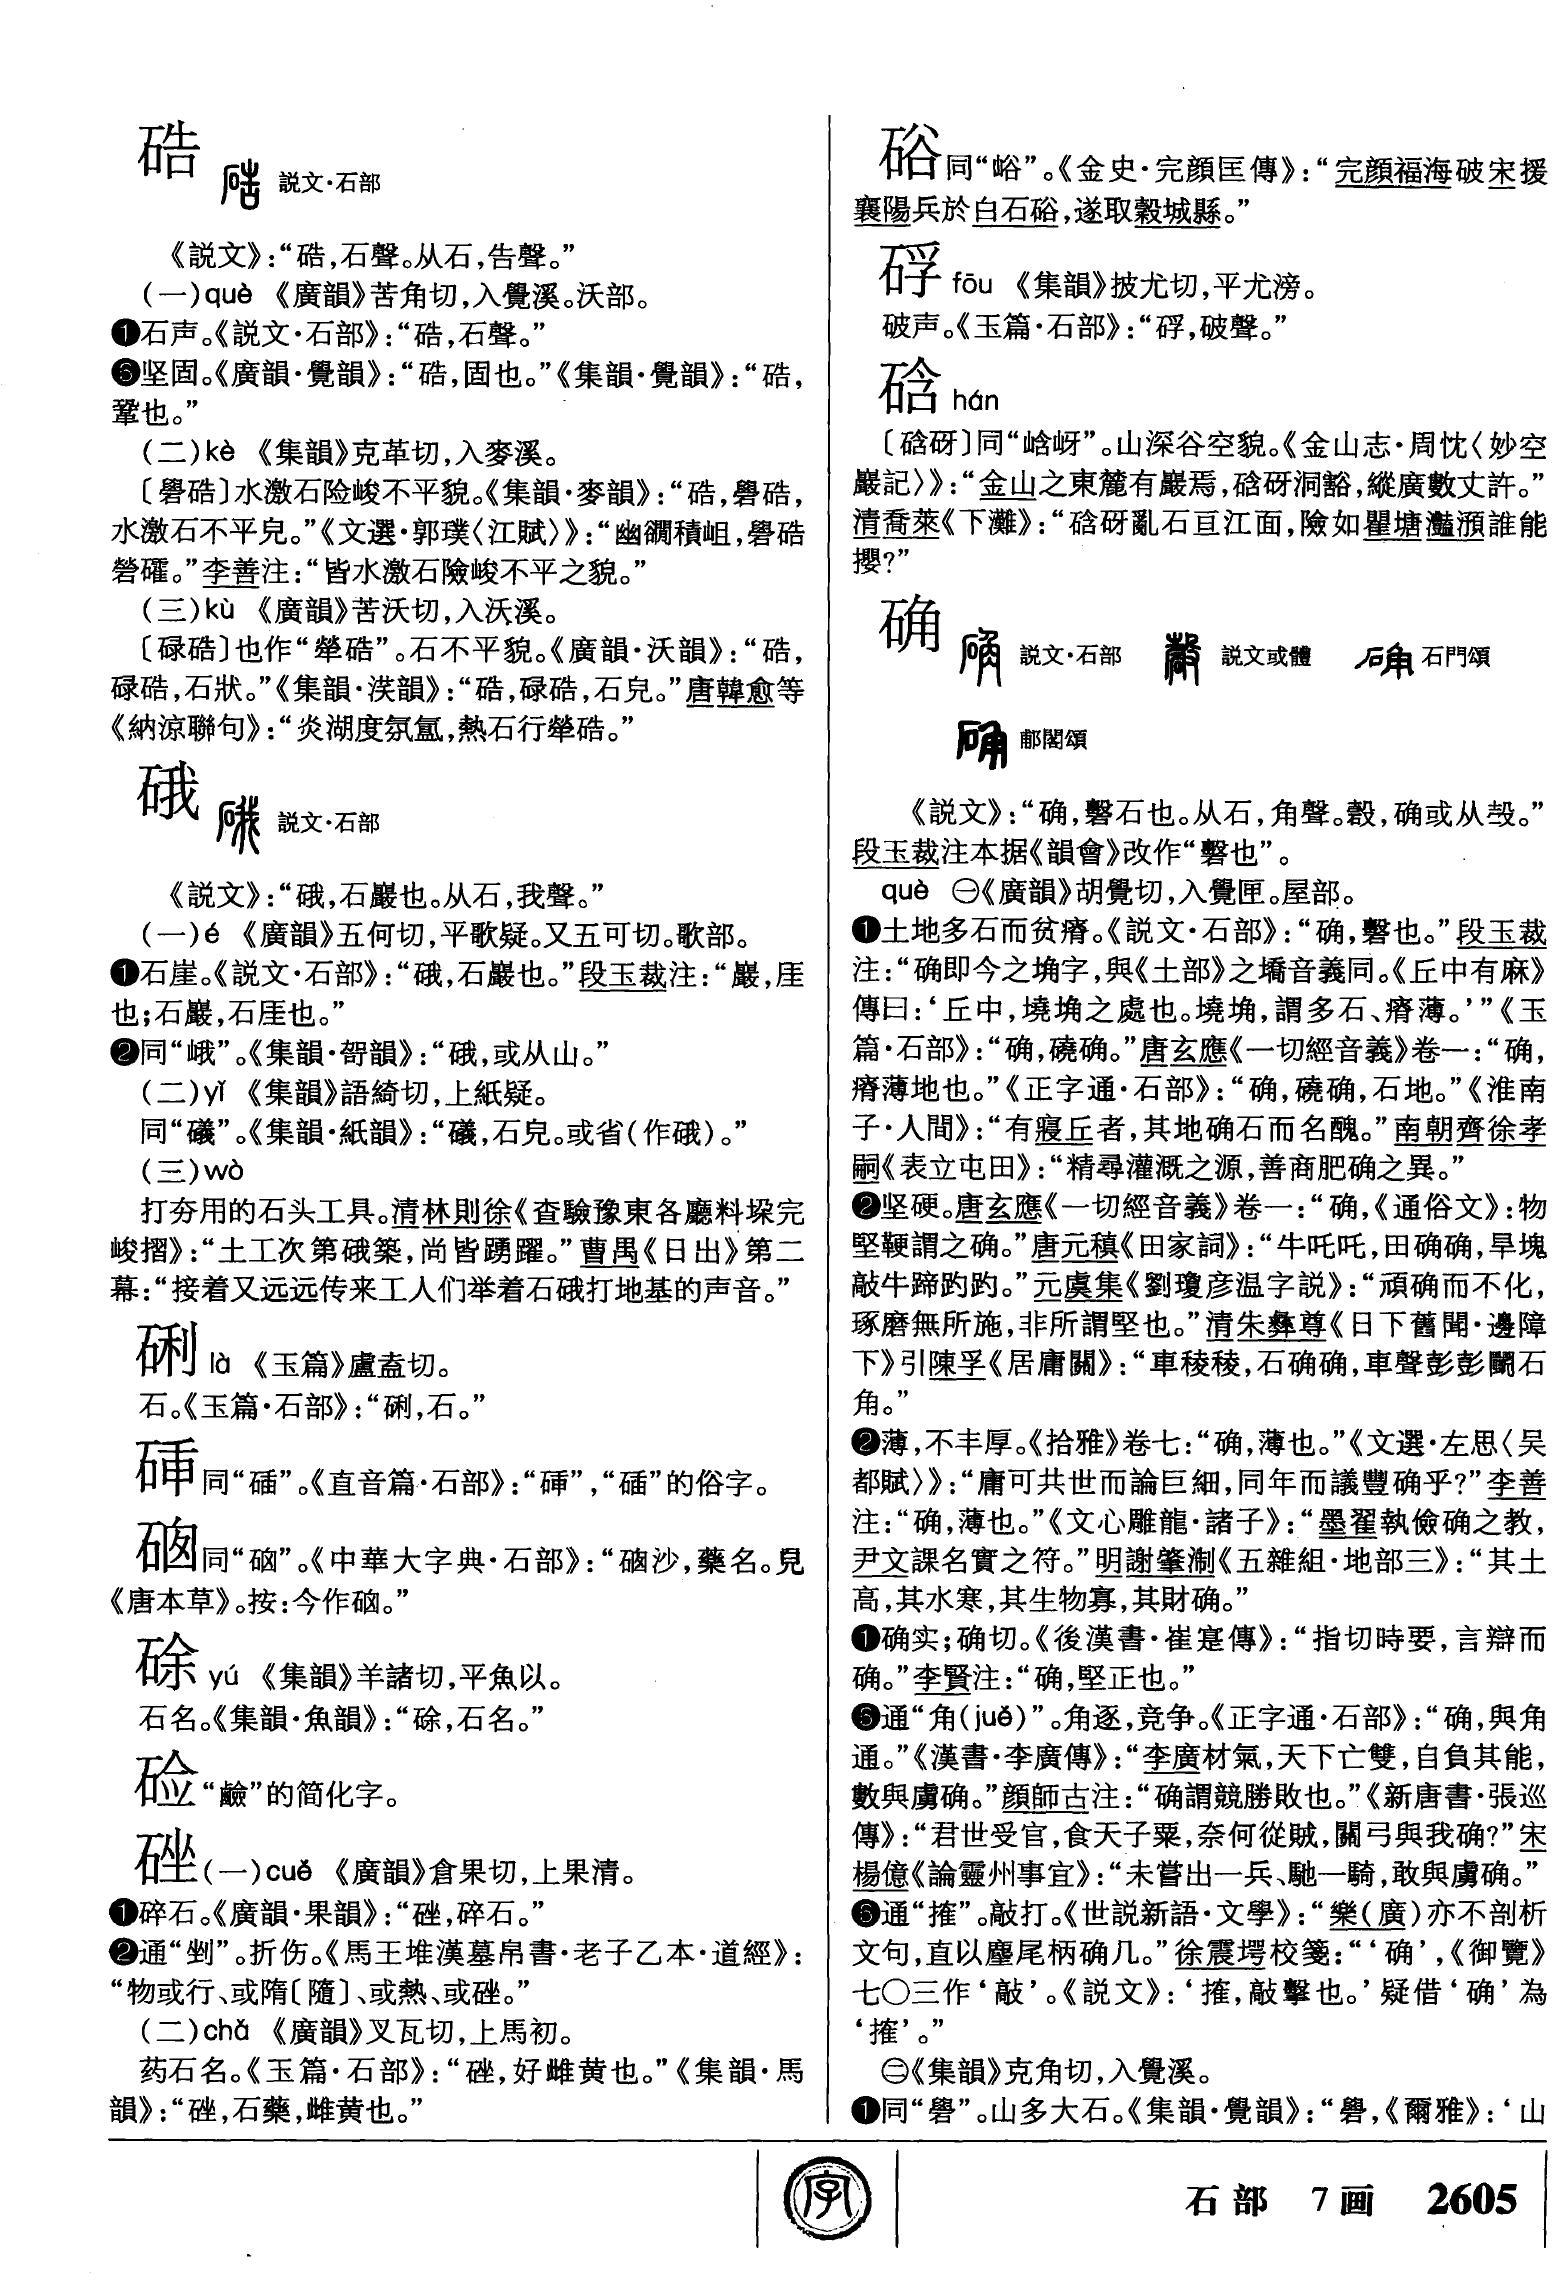 硞
説文·石部
《説文》：“硞，石聲。从石，告聲。”
（一）què 《廣韻》苦角切，入覺溪。沃部。
❶石声。《説文·石部》：“硞，石聲。”
❻坚固。《廣韻·覺韻》：“硞，固也。”《集韻·覺韻》：“硞，
鞏也。”
（二）kè 《集韻》克革切，入麥溪。
〔礐硞〕水激石险峻不平貌。《集韻·麥韻》：“硞，礐硞，
水激石不平皃。”《文選·郭璞〈江賦〉》：“幽㵎積岨，礐硞
礐礭。”李善注：“皆水激石險峻不平之貌。”
（三）kù 《廣韻》苦沃切，入沃溪。
〔碌硞〕也作“犖硞”。石不平貌。《廣韻·沃韻》：“硞，
碌硞，石狀。”《集韻·𣵽韻》：“硞，碌硞，石皃。”唐韓愈等
《納涼聯句》：“炎湖度氛氲，熱石行犖硞。”
硪
説文·石部
《説文》：“硪，石巖也。从石，我聲。”
（一）é 《廣韻》五何切，平歌疑。又五可切。歌部。
❶石崖。《説文·石部》：“硪，石巖也。”段玉裁注：“巖，厓
也；石巖，石厓也。”
❷同“峨”。《集韻·哿韻》：“硪，或从山。”
（二）yǐ 《集韻》語綺切，上紙疑。
同“礒”。《集韻·紙韻》：“礒，石皃。或省（作硪）。”
（三）wò
打夯用的石头工具。清林則徐《查驗豫東各廳料垛完
峻摺》：“土工次第硪築，尚皆踴躍。”曹禺《日出》第二
幕：“接着又远远传来工人们举着石硪打地基的声音。”
硎 là 《玉篇》盧盍切。
石。《玉篇·石部》：“，石。”
同“”。《直音篇·石部》：“”，“”的俗字。
同“硇”。《中華大字典·石部》：“沙，藥名。見
《唐本草》。按：今作硇。”
硢 yú 《集韻》羊諸切，平魚以。
石名。《集韻·魚韻》：“硢，石名。”
硷“鹼”的简化字。
硰（一）cuǒ 《廣韻》倉果切，上果清。
❶碎石。《廣韻·果韻》：“，碎石。”
❷通“剉”。折伤。《馬王堆漢墓帛書·老子乙本·道經》：
“物或行、或隋〔隨〕、或熱、或䂳。”
（二）chǎ 《廣韻》叉瓦切，上馬初。
药石名。《玉篇·石部》：“䂳，好雌黄也。”《集韻·馬
韻》：“䂳，石藥，雌黄也。”
硲同“峪”。《金史·完顏匡傳》：“完顏福海破宋援
襄陽兵於白石硲，遂取穀城縣。”
䂤 fōu 《集韻》披尤切，平尤滂。
破声。《玉篇·石部》：“，破聲。”
硆 hán
〔硆砑〕同“峆岈”。山深谷空貌。《金山志·周忱〈妙空
巖記〉》：“金山之東麓有巖焉，硆砑洞豁，縱廣數丈許。”
清喬萊《下灘》：“硆砑亂石亘江面，險如瞿塘灩澦誰能
攖？”
确
説文·石部 説文或體 石門頌
郙閣頌
《説文》：“确，礊石也。从石，角聲。㱿，确或从㱿。”
段玉裁注本据《韻會》改作“礊也”。
què ㊀《廣韻》胡覺切，入覺匣。屋部。
❶土地多石而贫瘠。《説文·石部》：“确，礊也。”段玉裁
注：“确即今之埆字，與《土部》之墽音義同。《丘中有麻》
傳曰：‘丘中，墝埆之處也。墝埆，謂多石、瘠薄。’”《玉
篇·石部》：“确，磽确。”唐玄應《一切經音義》卷一：“确，
瘠薄地也。”《正字通·石部》：“确，磽确，石地。”《淮南
子·人間》：“有寢丘者，其地确石而名醜。”南朝齊徐孝
嗣《表立屯田》：“精尋灌溉之源，善商肥确之異。”
❷坚硬。唐玄應《一切經音義》卷一：“确，《通俗文》：物
堅鞕謂之确。”唐元稹《田家詞》：“牛吒吒，田确确，旱塊
敲牛蹄趵趵。”元虞集《劉瓊彦温字説》：“頑确而不化，
琢磨無所施，非所謂堅也。”清朱彝尊《日下舊聞·邊障
下》引陳孚《居庸關》：“車稜稜，石确确，車聲彭彭鬭石
角。”
❷薄，不丰厚。《拾雅》卷七：“确，薄也。”《文選·左思〈吴
都賦〉》：“庸可共世而論巨細，同年而議豐确乎？”李善
注：“确，薄也。”《文心雕龍·諸子》：“墨翟執儉确之教，
尹文課名實之符。”明謝肇淛《五雜組·地部三》：“其土
高，其水寒，其生物寡，其財确。”
❶确实；确切。《後漢書·崔寔傳》：“指切時要，言辯而
确。”李賢注：“确，堅正也。”
❻通“角（juě）”。角逐，竞争。《正字通·石部》：“确，與角
通。”《漢書·李廣傳》：“李廣材氣，天下亡雙，自負其能，
數與虜确。”顔師古注：“确謂競勝敗也。”《新唐書·張巡
傳》：“君世受官，食天子粟，奈何從賊，關弓與我确？”宋
楊億《論靈州事宜》：“未嘗出一兵、馳一騎，敢與虜确。”
❻通“搉”。敲打。《世説新語·文學》：“樂（廣）亦不剖析
文句，直以麈尾柄确几。”徐震堮校箋：“‘确’，《御覽》
七〇三作‘敲’。《説文》：‘搉，敲擊也。’疑借‘确’為
‘搉’。”
㊁《集韻》克角切，入覺溪。
❶同“礐”。山多大石。《集韻·覺韻》：“礐，《爾雅》：‘山
字
石部 7画 2605